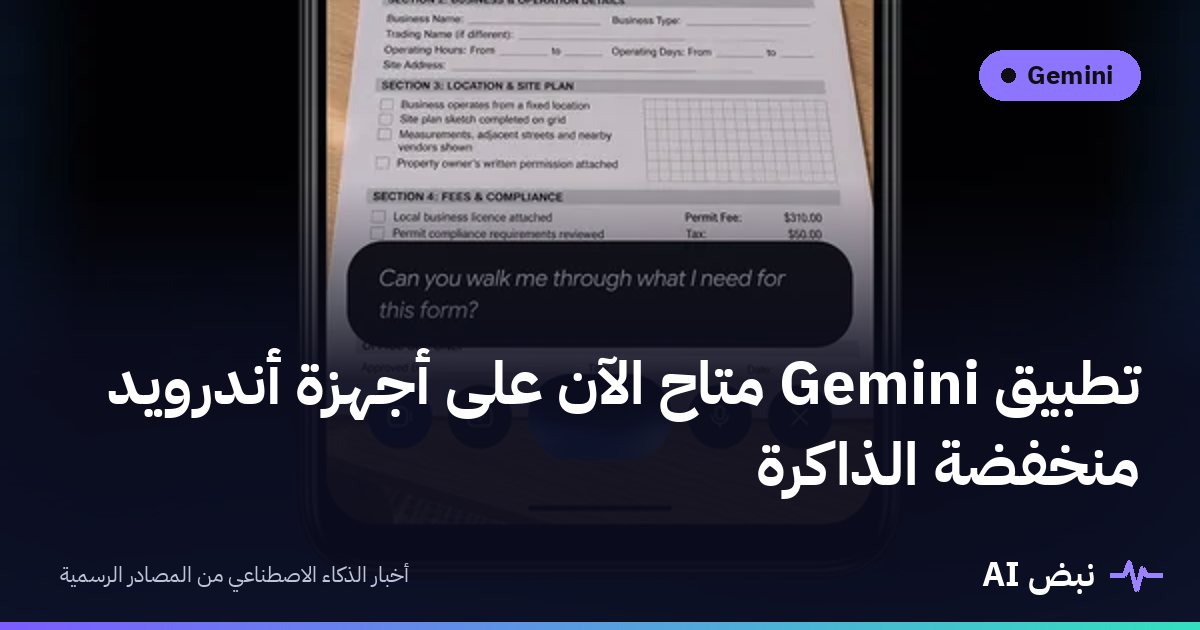 SECTION 2: BUSINESS & OPERATION DETAILS
Business Name: Business Type:
Trading Name (if different):
Operating Hours: From to Operating Days: From to
Site Address:
SECTION 3: LOCATION & SITE PLAN
Business operates from a fixed location
Site plan sketch completed on grid
Measurements, adjacent streets and nearby
vendors shown
Property owner's written permission attached
SECTION 4: FEES & COMPLIANCE
Local business licence attached Permit Fee: $310.00
Permit compliance requirements reviewed Tax: $50.00
Gemini
Can you walk me through what I need for
this form?
تطبيق Gemini متاح الآن على أجهزة أندرويد
منخفضة الذاكرة
نبض AI
أخبار الذكاء الاصطناعي من المصادر الرسمية